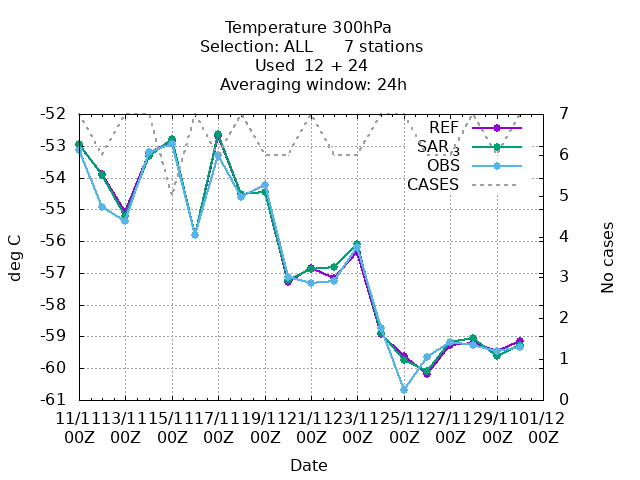 Temperature 300hPa
Selection: ALL 7 stations
Used 12 + 24
Averaging window: 24h
-52
-53
-54
-55
-56
-57
-58
-59
-60
-61
deg C
7
6
5
4
3
2
1
0
No cases
REF
SAR_3
OBS
CASES
11/11 13/11 15/11 17/11 19/11 21/11 23/11 25/11 27/11 29/11 01/12
00Z 00Z 00Z 00Z 00Z 00Z 00Z 00Z 00Z 00Z 00Z
Date